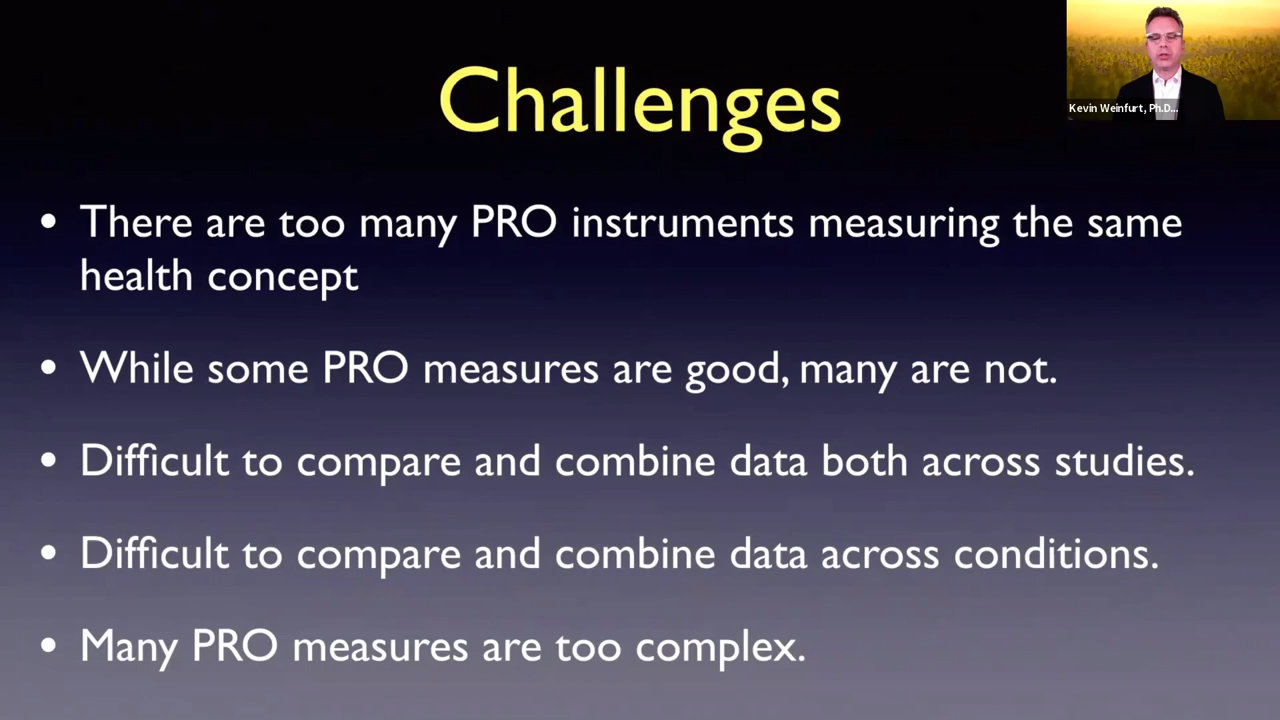 Challenges
Kevin Weinfurt, Ph.D...
• There are too many PRO instruments measuring the same
health concept
• While some PRO measures are good, many are not.
• Difficult to compare and combine data both across studies.
• Difficult to compare and combine data across conditions.
• Many PRO measures are too complex.